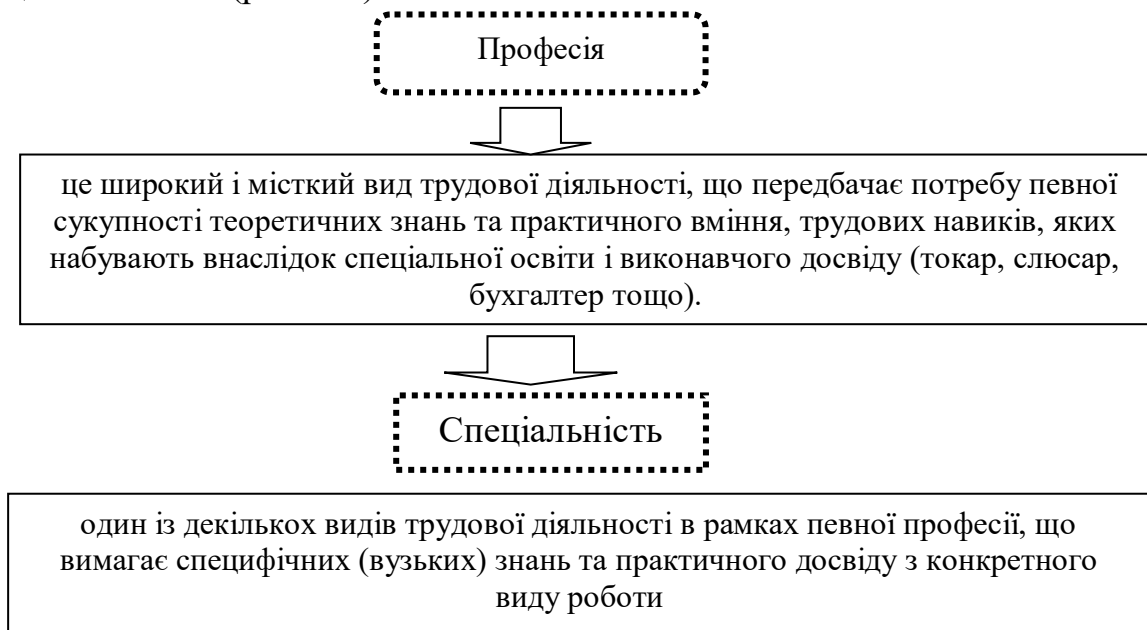 Професія
це широкий і місткий вид трудової діяльності, що передбачає потребу певної
сукупності теоретичних знань та практичного вміння, трудових навиків, яких
набувають внаслідок спеціальної освіти і виконавчого досвіду (токар, слюсар,
бухгалтер тощо).
Спеціальність
один із декількох видів трудової діяльності в рамках певної професії, що
вимагає специфічних (вузьких) знань та практичного досвіду з конкретного
виду роботи